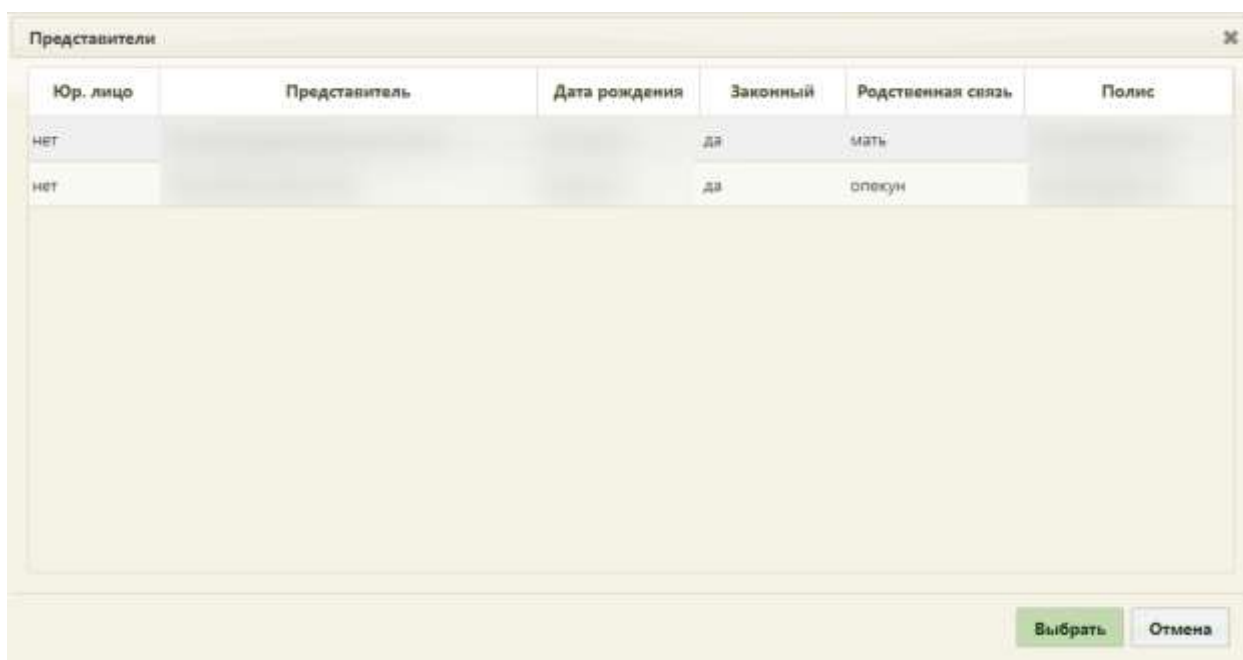 Представители
Юр. лицо Представитель Дата рождения Законный Родственная связь Полис
нет да мать
нет да опекун
Выбрать Отмена